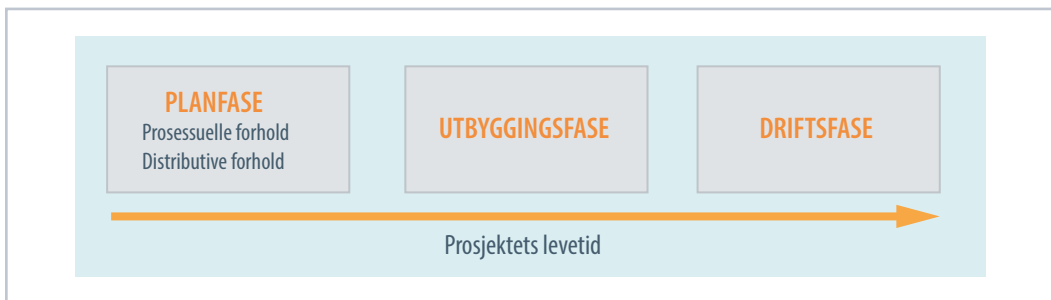 PLANFASE
Prosessuelle forhold
Distributive forhold
UTBYGGINGSFASE
DRIFTSFASE
Prosjektets levetid